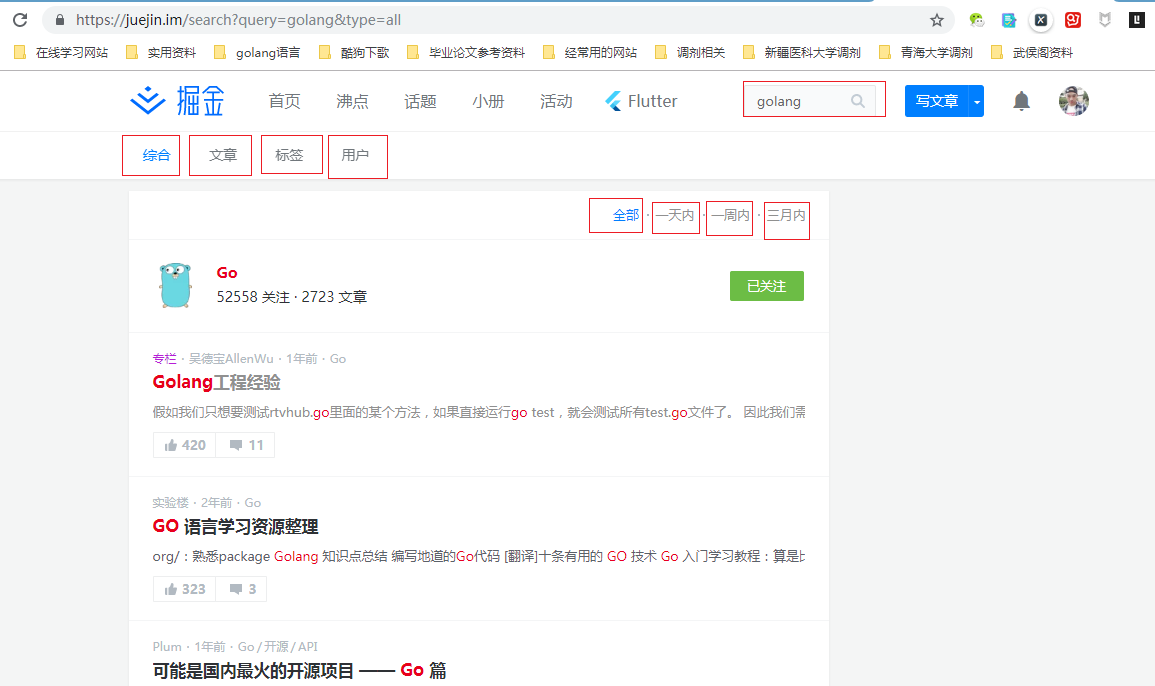 https://juejin.im/search?query=golang&type=all
在线学习网站 实用资料 golang语言 酷狗下歌 毕业论文参考资料 经常用的网站 调剂相关 新疆医科大学调剂 青海大学调剂 武侯阁资料
掘金 首页 沸点 话题 小册 活动 Flutter golang 写文章
综合 文章 标签 用户
全部 · 一天内 · 一周内 · 三月内
Go
52558 关注 · 2723 文章
已关注
专栏 · 吴德宝AllenWu · 1年前 · Go
Golang工程经验
假如我们只想要测试rtvhub.go里面的某个方法，如果直接运行go test，就会测试所有test.go文件了。 因此我们需
420 11
实验楼 · 2年前 · Go
GO 语言学习资源整理
org/：熟悉package Golang 知识点总结 编写地道的Go代码 [翻译]十条有用的 GO 技术 Go 入门学习教程：算是比
323 3
Plum · 1年前 · Go / 开源 / API
可能是国内最火的开源项目 —— Go 篇